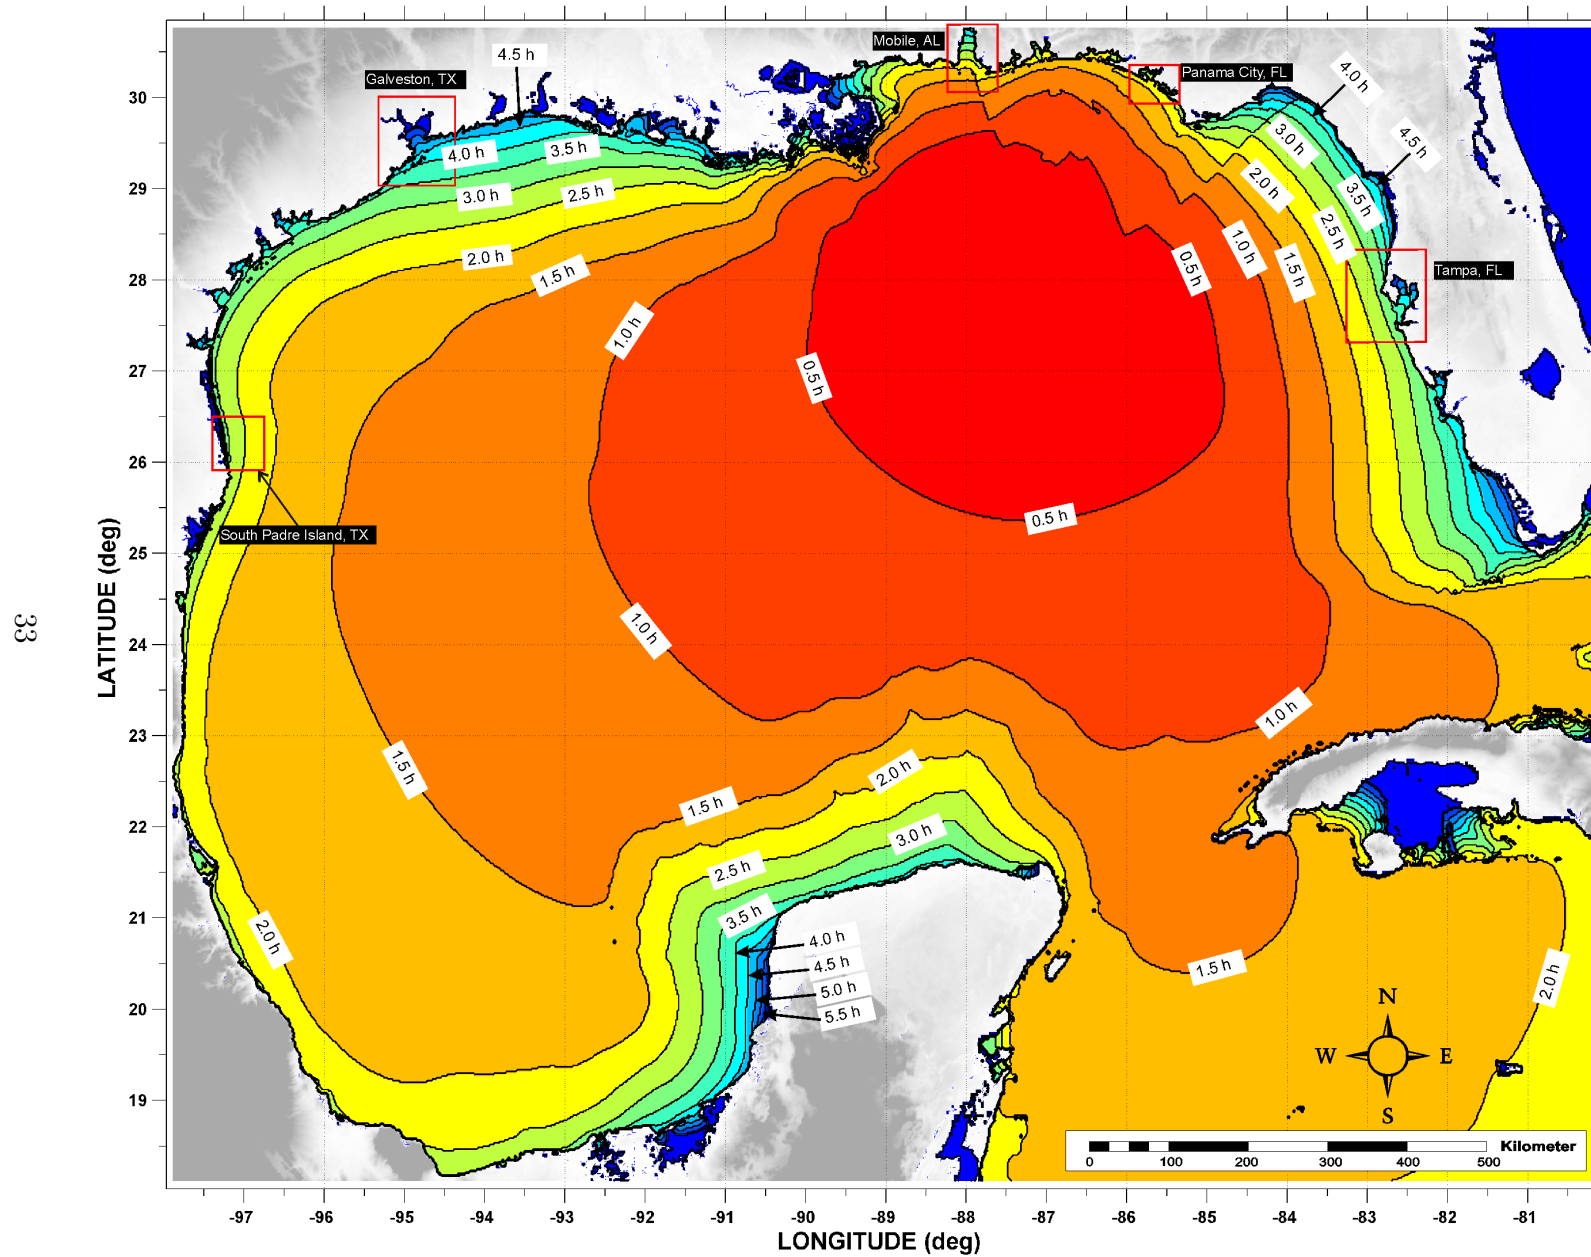 Mobile, AL
4.5 h
Galveston, TX
Panama City, FL
4.0 h
30
4.0 h
3.5 h
3.0 h
4.5 h
29
3.0 h
2.5 h
2.0 h
3.5 h
2.0 h
1.5 h
0.5 h
1.0 h
1.5 h
2.5 h
Tampa, FL
28
1.0 h
27
0.5 h
26
South Padre Island, TX
0.5 h
25
LATITUDE (deg)
33
24
1.0 h
1.0 h
23
1.5 h
2.0 h
1.5 h
22
3.0 h
2.5 h
21
3.5 h
2.0 h
4.0 h
4.5 h
5.0 h
5.5 h
1.5 h
2.0 h
20
N
W
E
S
19
Kilometer
0
100
200
300
400
500
-97
-96
-95
-94
-93
-92
-91
-90
-89
-88
-87
-86
-85
-84
-83
-82
-81
LONGITUDE (deg)